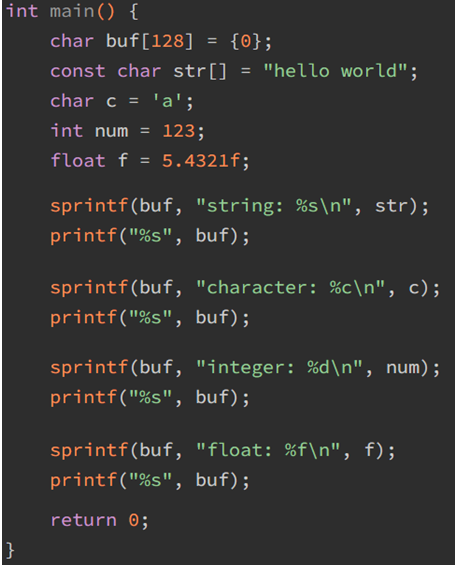 int main() {
    char buf[128] = {0};
    const char str[] = "hello world";
    char c = 'a';
    int num = 123;
    float f = 5.4321f;
    sprintf(buf, "string: %s\n", str);
    printf("%s", buf);
    sprintf(buf, "character: %c\n", c);
    printf("%s", buf);
    sprintf(buf, "integer: %d\n", num);
    printf("%s", buf);
    sprintf(buf, "float: %f\n", f);
    printf("%s", buf);
    return 0;
}